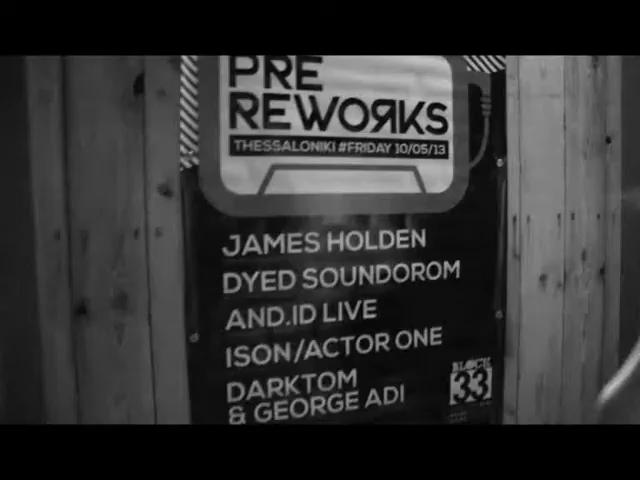 PRE
REWORKS
THESSALONIKI #FRIDAY 10/05/13
JAMES HOLDEN
DYED SOUNDOROM
AND.ID LIVE
ISON/ACTOR ONE
DARKTOM
& GEORGE ADI
BLOCK
33